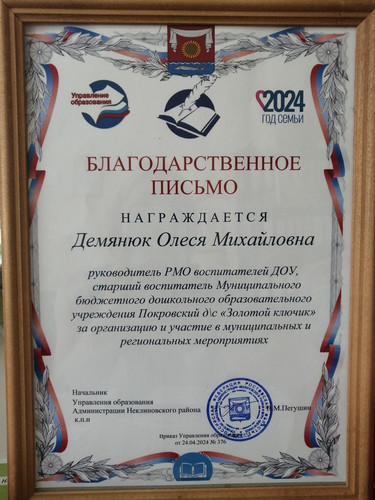 Управление
образования
2024
ГОД СЕМЬИ
БЛАГОДАРСТВЕННОЕ
ПИСЬМО
НАГРАЖДАЕТСЯ
Демянюк Олеся Михайловна
руководитель РМО воспитателей ДОУ,
старший воспитатель Муниципального
бюджетного дошкольного образовательного
учреждения Покровский д\с «Золотой ключик»
за организацию и участие в муниципальных и
региональных мероприятиях
Начальник
Управления образования
Администрации Неклиновского района
В.М.Пегушин
к.п.н
Приказ Управления
от 24.04.2024 № 376